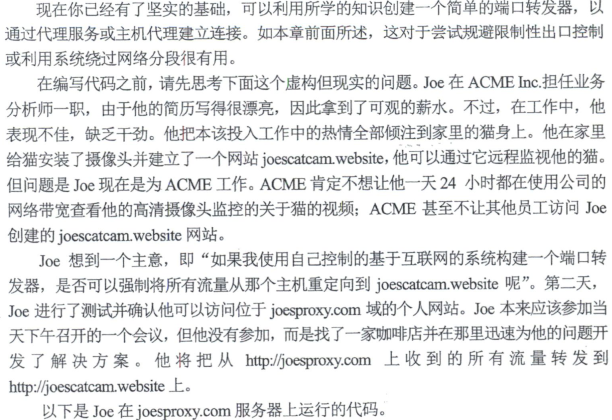 现在你已经有了坚实的基础，可以利用所学的知识创建一个简单的端口转发器，以
通过代理服务或主机代理建立连接。如本章前面所述，这对于尝试规避限制性出口控制
或利用系统绕过网络分段很有用。
在编写代码之前，请先思考下面这个虚构但现实的问题。Joe 在 ACME Inc.担任业务
分析师一职，由于他的简历写得很漂亮，因此拿到了可观的薪水。不过，在工作中，他
表现不佳，缺乏干劲。他把本该投入工作中的热情全部倾注到家里的猫身上。他在家里
给猫安装了摄像头并建立了一个网站 joescatcam.website，他可以通过它远程监视他的猫。
但问题是 Joe 现在是为 ACME 工作。ACME 肯定不想让他一天 24 小时都在使用公司的
网络带宽查看他的高清摄像头监控的关于猫的视频；ACME 甚至不让其他员工访问 Joe
创建的 joescatcam.website 网站。
Joe 想到一个主意，即“如果我使用自己控制的基于互联网的系统构建一个端口转
发器，是否可以强制将所有流量从那个主机重定向到 joescatcam.website 呢”。第二天，
Joe 进行了测试并确认他可以访问位于 joesproxy.com 域的个人网站。Joe 本来应该参加当
天下午召开的一个会议，但他没有参加，而是找了一家咖啡店并在那里迅速为他的问题开
发了解决方案。他将把从 http://joesproxy.com 上收到的所有流量转发到
http://joescatcam.website 上。
以下是 Joe 在 joesproxy.com 服务器上运行的代码。